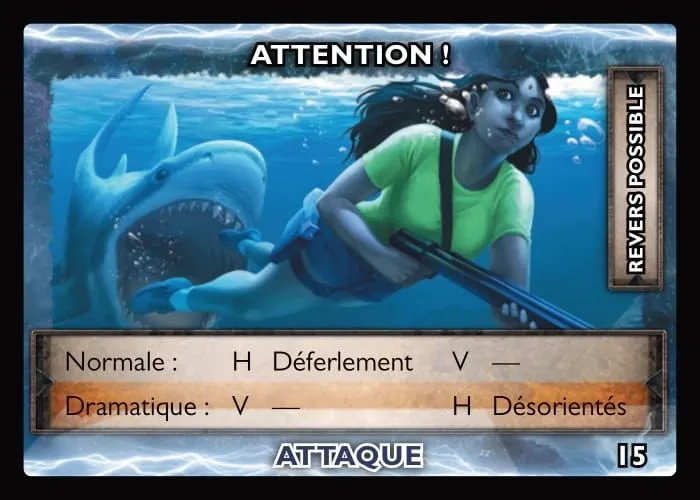 ATTENTION !
REVERS POSSIBLE
Normale : H Déferlement V —
Dramatique : V — H Désorientés
ATTAQUE
15